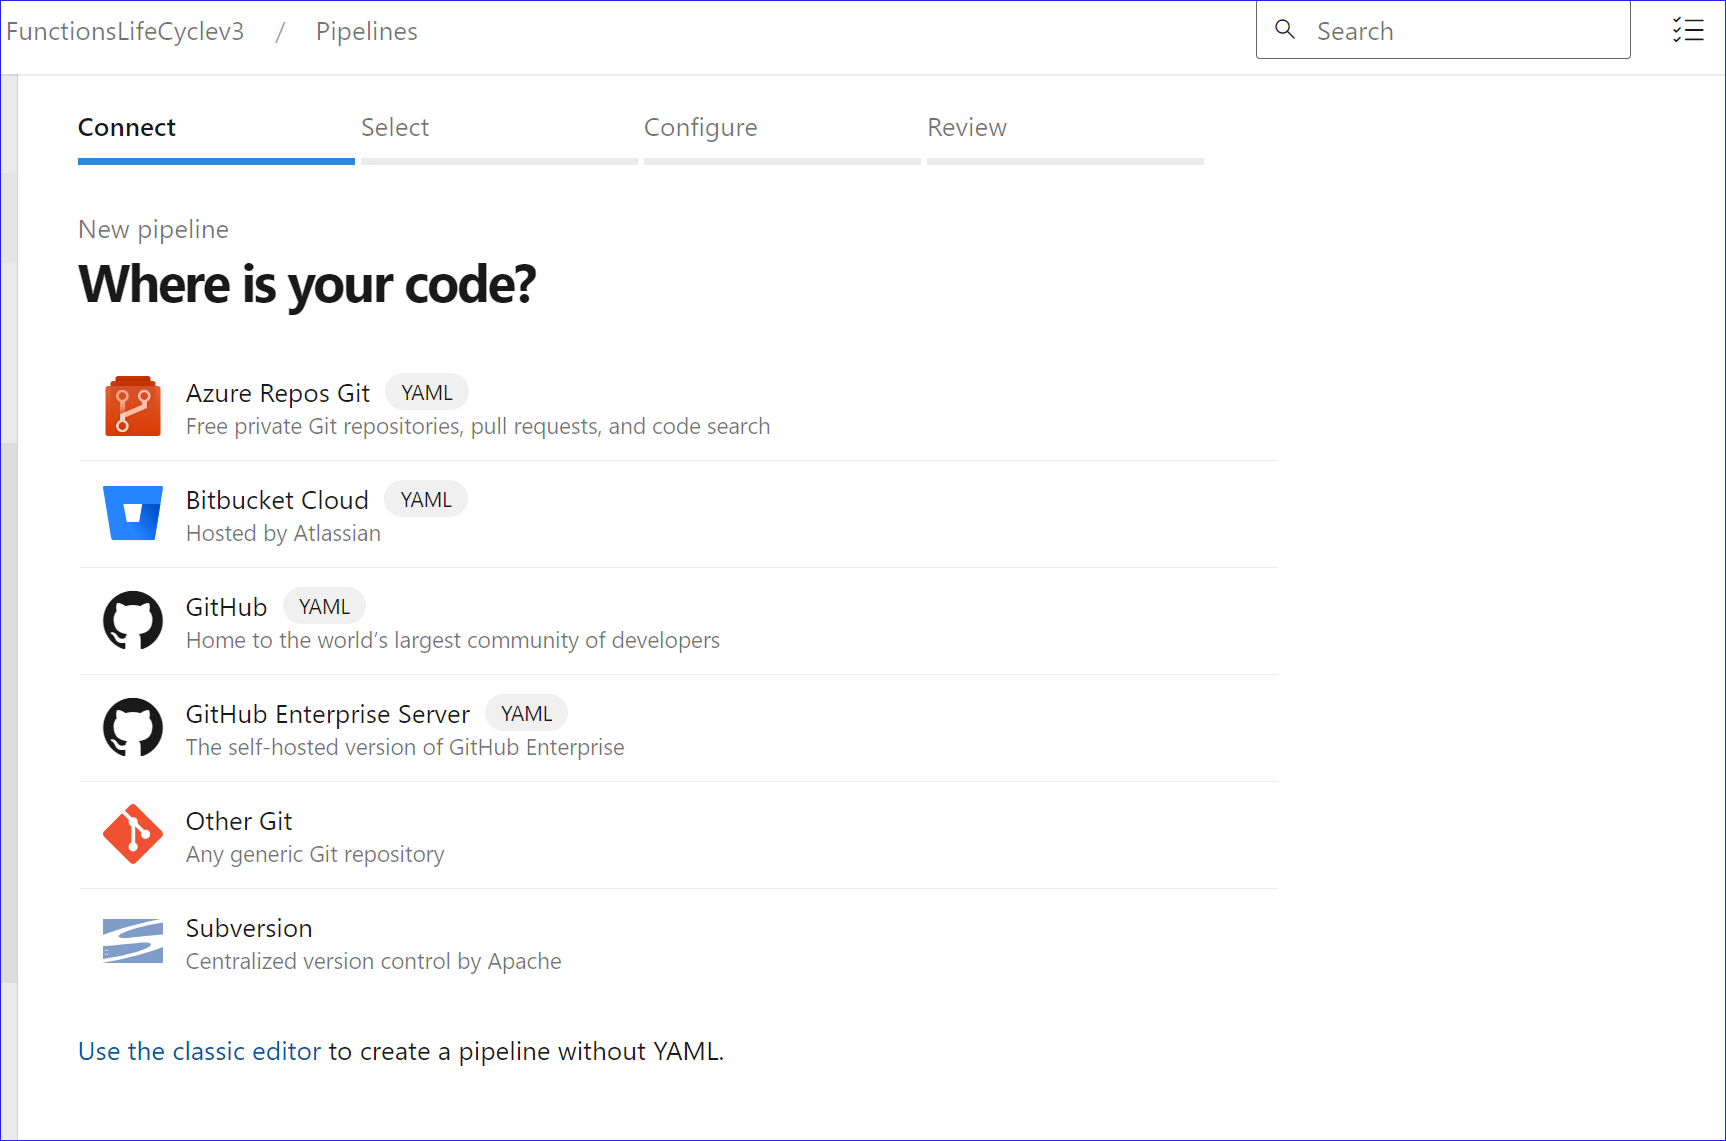 FunctionsLifeCyclev3 / Pipelines Search
Connect Select Configure Review
New pipeline
Where is your code?
Azure Repos Git YAML
Free private Git repositories, pull requests, and code search
Bitbucket Cloud YAML
Hosted by Atlassian
GitHub YAML
Home to the world’s largest community of developers
GitHub Enterprise Server YAML
The self-hosted version of GitHub Enterprise
Other Git
Any generic Git repository
Subversion
Centralized version control by Apache
Use the classic editor to create a pipeline without YAML.